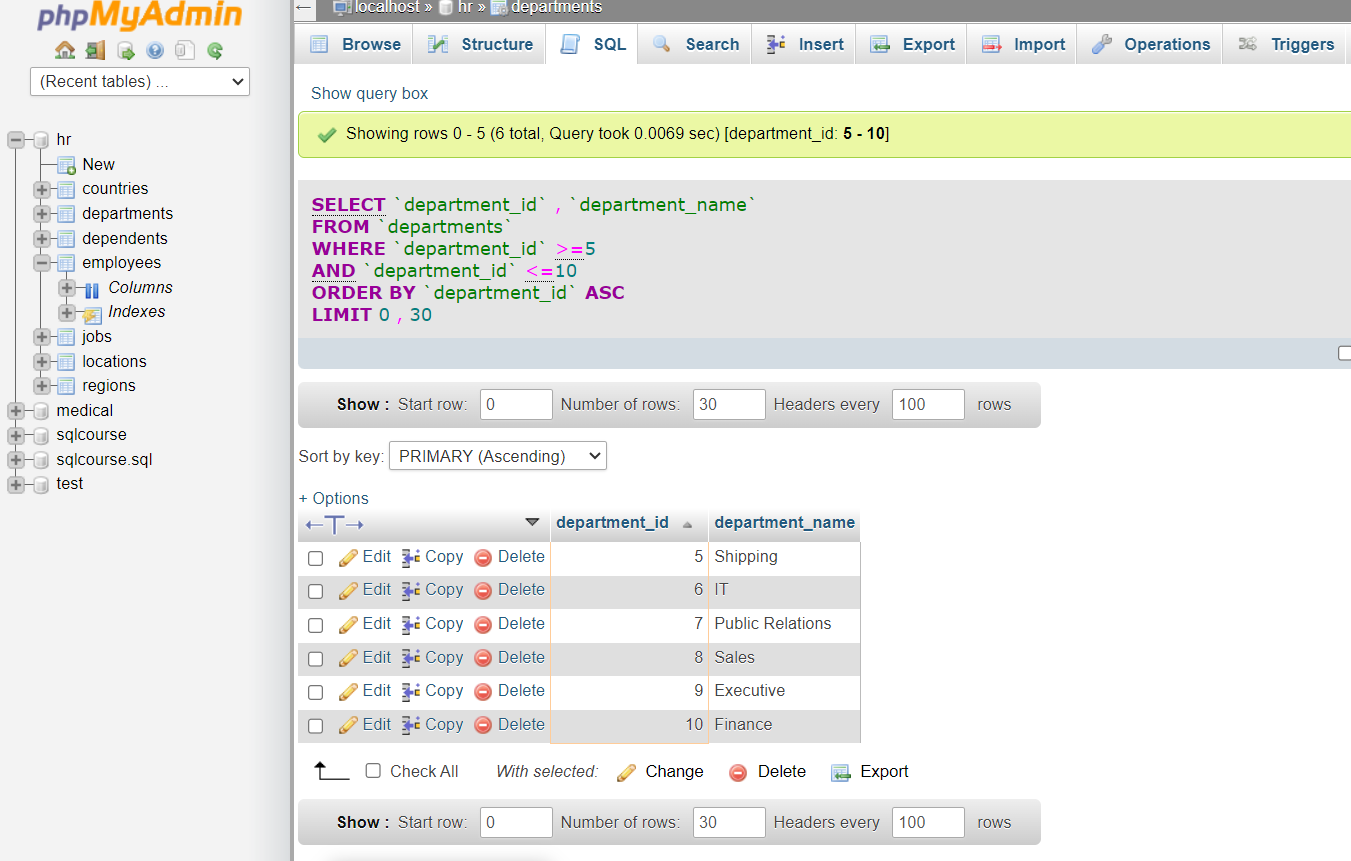 phpMyAdmin
(Recent tables) ...
hr
New
countries
departments
dependents
employees
Columns
Indexes
jobs
locations
regions
medical
sqlcourse
sqlcourse.sql
test
← localhost » hr » departments
Browse Structure SQL Search Insert Export Import Operations Triggers
Show query box
Showing rows 0 - 5 (6 total, Query took 0.0069 sec) [department_id: 5 - 10]
SELECT `department_id` , `department_name`
FROM `departments`
WHERE `department_id` >=5
AND `department_id` <=10
ORDER BY `department_id` ASC
LIMIT 0 , 30
Show : Start row: 0 Number of rows: 30 Headers every 100 rows
Sort by key: PRIMARY (Ascending)
+ Options
←T→ department_id department_name
Edit Copy Delete 5 Shipping
Edit Copy Delete 6 IT
Edit Copy Delete 7 Public Relations
Edit Copy Delete 8 Sales
Edit Copy Delete 9 Executive
Edit Copy Delete 10 Finance
Check All With selected: Change Delete Export
Show : Start row: 0 Number of rows: 30 Headers every 100 rows